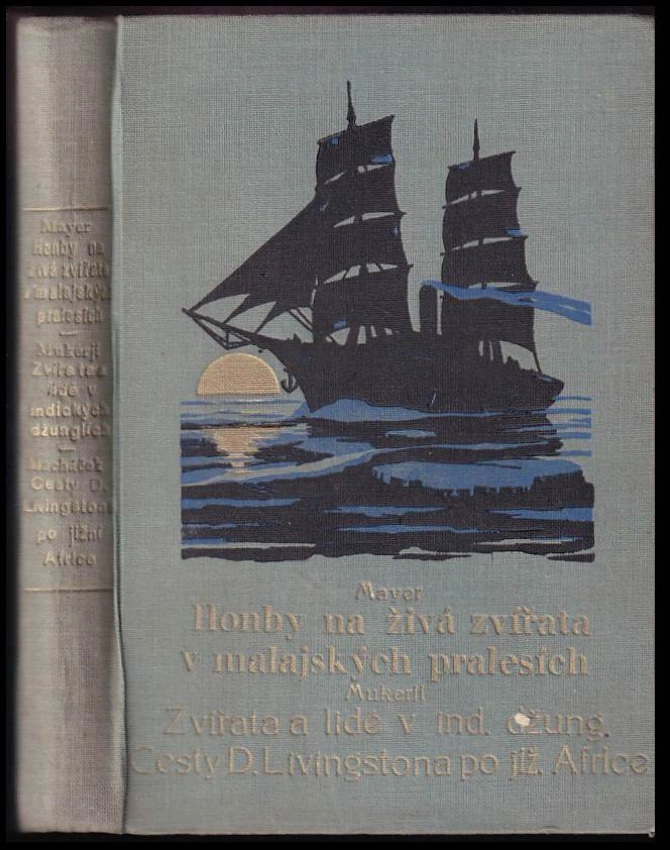 Mayer
Honby na
živá zvířata
v malajských
pralesích
Mukerji
Zvířata a
lidé v
indických
džunglích
Macháček
Cesty D.
Livingstona
po jižní
Africe
Mayer
Honby na živá zvířata
v malajských pralesích
Mukerji
Zvířata a lidé v ind. džung.
Cesty D. Livingstona po již. Africe